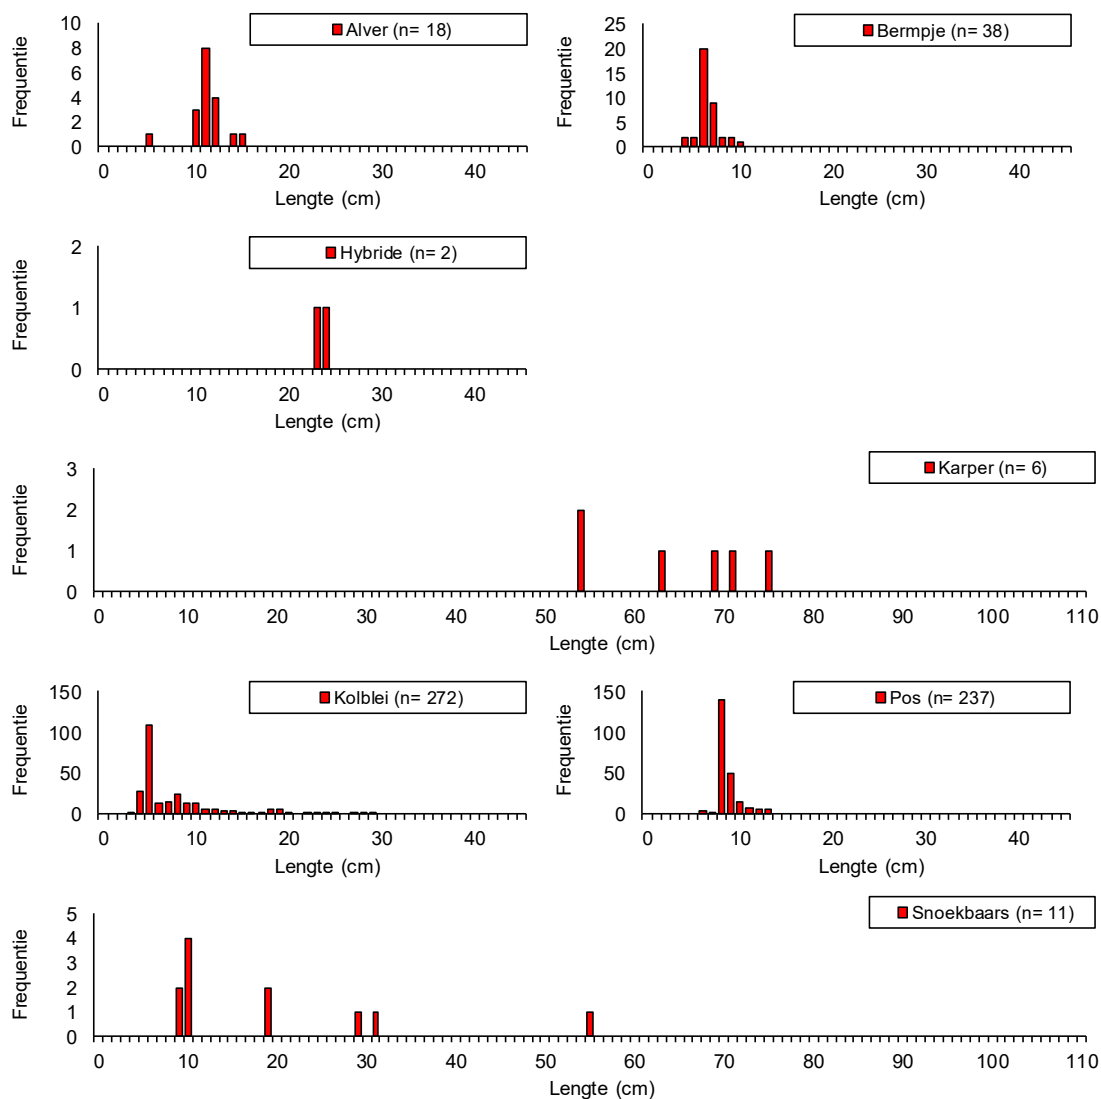 Alver (n= 18)
Frequentie
10
8
6
4
2
0
0 10 20 30 40
Lengte (cm)
Bermpje (n= 38)
Frequentie
25
20
15
10
5
0
0 10 20 30 40
Lengte (cm)
Hybride (n= 2)
Frequentie
2
1
0
0 10 20 30 40
Lengte (cm)
Karper (n= 6)
Frequentie
3
2
1
0
0 10 20 30 40 50 60 70 80 90 100 110
Lengte (cm)
Kolblei (n= 272)
Frequentie
150
100
50
0
0 10 20 30 40
Lengte (cm)
Pos (n= 237)
Frequentie
150
100
50
0
0 10 20 30 40
Lengte (cm)
Snoekbaars (n= 11)
Frequentie
5
4
3
2
1
0
0 10 20 30 40 50 60 70 80 90 100 110
Lengte (cm)